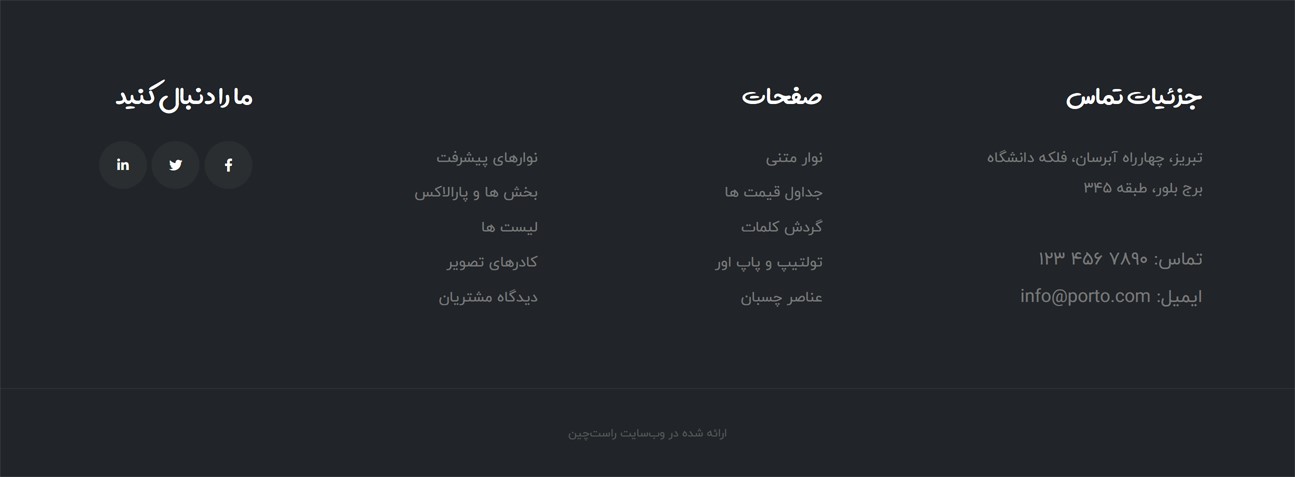 جزئیات تماس
تبریز، چهارراه آبرسان، فلکه دانشگاه
برج بلور، طبقه ۳۴۵
تماس: ۷۸۹۰ ۴۵۶ ۱۲۳
ایمیل: info@porto.com
صفحات
نوار متنی
جداول قیمت ها
گردش کلمات
تولتیپ و پاپ اور
عناصر چسبان
نوارهای پیشرفت
بخش ها و پارالاکس
لیست ها
کادرهای تصویر
دیدگاه مشتریان
ما را دنبال کنید
ارائه شده در وب‌سایت راست‌چین